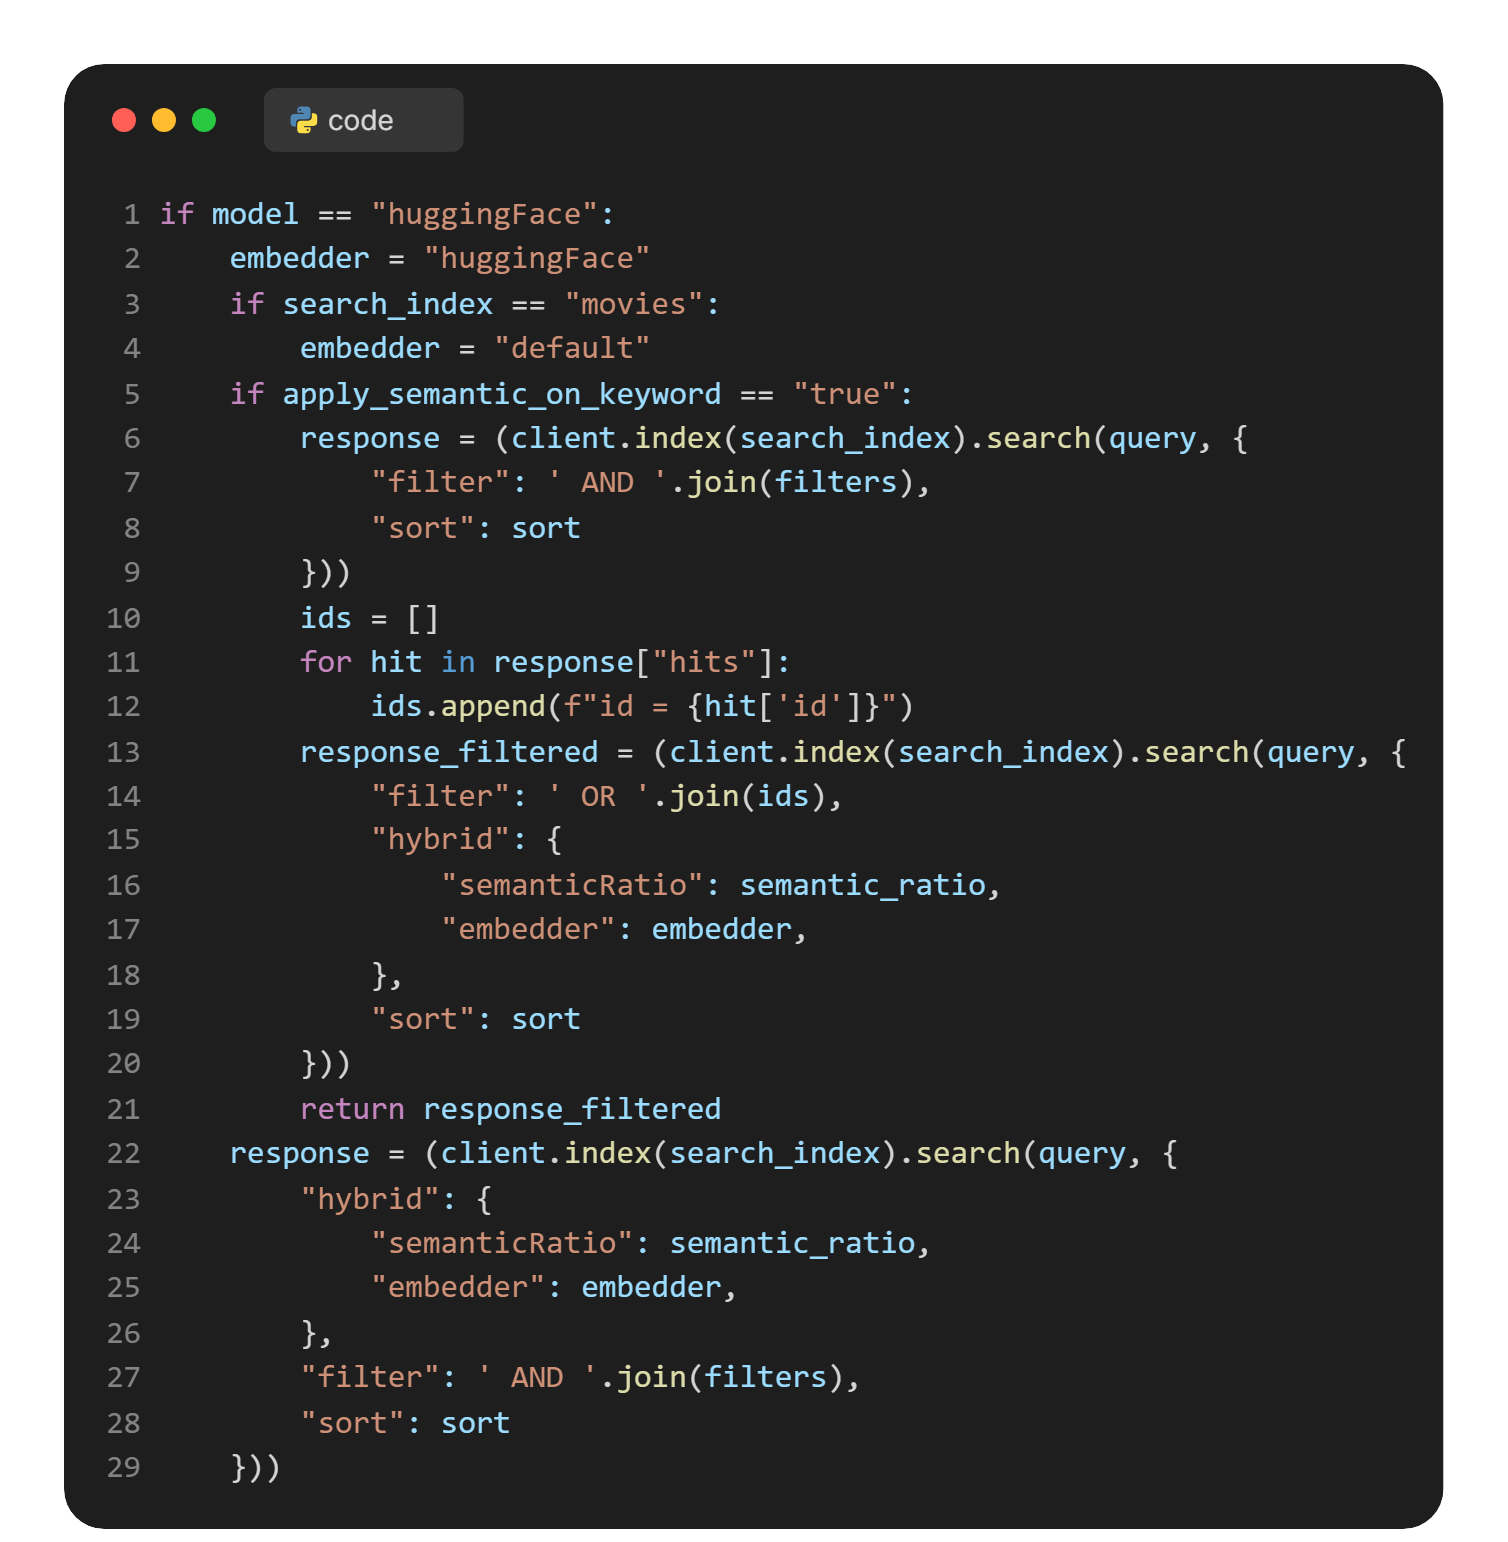 code
1 if model == "huggingFace":
2     embedder = "huggingFace"
3     if search_index == "movies":
4         embedder = "default"
5     if apply_semantic_on_keyword == "true":
6         response = (client.index(search_index).search(query, {
7             "filter": ' AND '.join(filters),
8             "sort": sort
9         }))
10         ids = []
11         for hit in response["hits"]:
12             ids.append(f"id = {hit['id']}")
13         response_filtered = (client.index(search_index).search(query, {
14             "filter": ' OR '.join(ids),
15             "hybrid": {
16                 "semanticRatio": semantic_ratio,
17                 "embedder": embedder,
18             },
19             "sort": sort
20         }))
21         return response_filtered
22     response = (client.index(search_index).search(query, {
23         "hybrid": {
24             "semanticRatio": semantic_ratio,
25             "embedder": embedder,
26         },
27         "filter": ' AND '.join(filters),
28         "sort": sort
29     }))